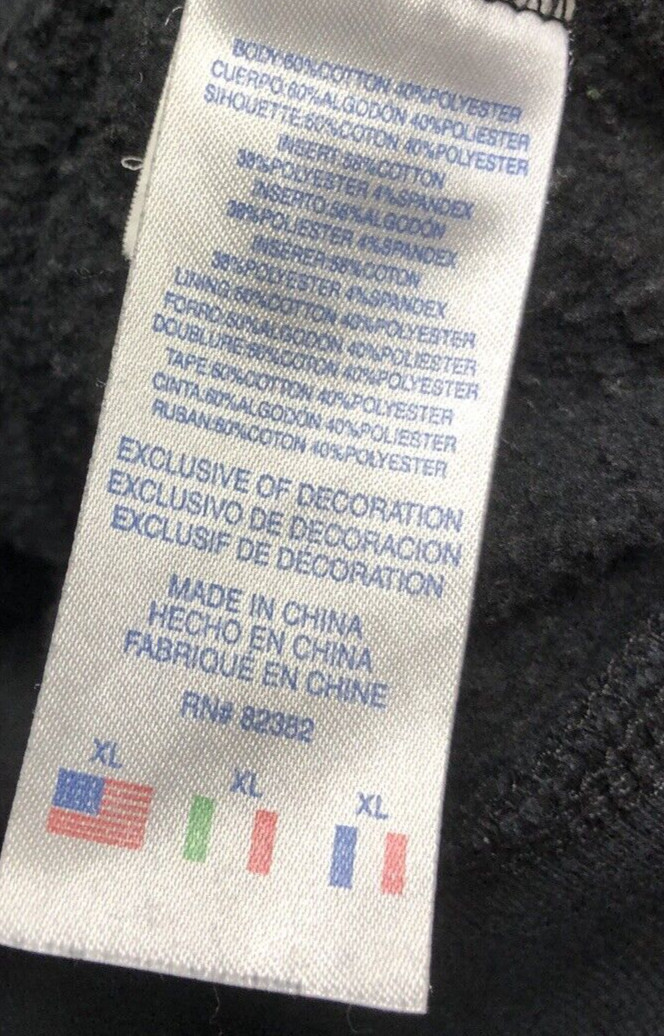 BODY:60%COTTON 40%POLYESTER
CUERPO:60%ALGODON 40%POLIESTER
SIHOUETTE:60%COTON 40%POLYESTER
INSERT:58%COTTON
38%POLYESTER 4%SPANDEX
INSERTO:58%ALGODÓN
38%POLIESTER 4%SPANDEX
INSERER:58%COTON
38%POLYESTER 4%SPANDEX
LINING:60%COTTON 40%POLYESTER
FORRO:60%ALGODON 40%POLIESTER
DOUBLURE:60%COTON 40%POLYESTER
TAPE:60%COTTON 40%POLYESTER
CINTA:60%ALGODÓN 40%POLIESTER
RUBAN:60%COTON 40%POLYESTER
EXCLUSIVE OF DECORATION
EXCLUSIVO DE DECORACION
EXCLUSIF DE DÉCORATION
MADE IN CHINA
HECHO EN CHINA
FABRIQUÉ EN CHINE
RN# 82382
XL XL XL